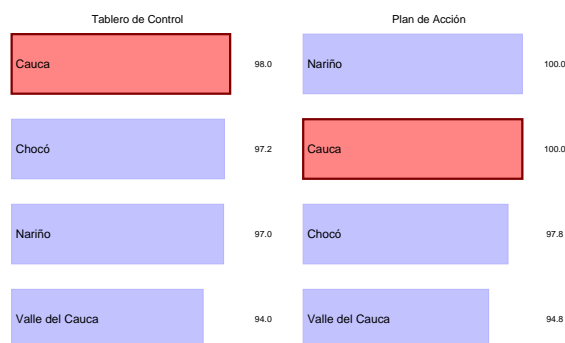 Tablero de Control
Cauca 98.0
Chocó 97.2
Nariño 97.0
Valle del Cauca 94.0
Plan de Acción
Nariño 100.0
Cauca 100.0
Chocó 97.8
Valle del Cauca 94.8